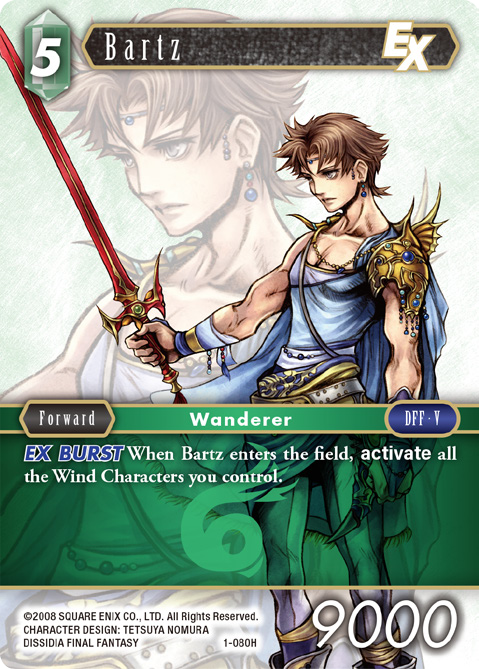 5
Bartz
EX
Forward
Wanderer
DFF · V
EX BURST When Bartz enters the field, activate all
the Wind Characters you control.
©2008 SQUARE ENIX CO., LTD. All Rights Reserved.
CHARACTER DESIGN: TETSUYA NOMURA
DISSIDIA FINAL FANTASY
1-080H
9000